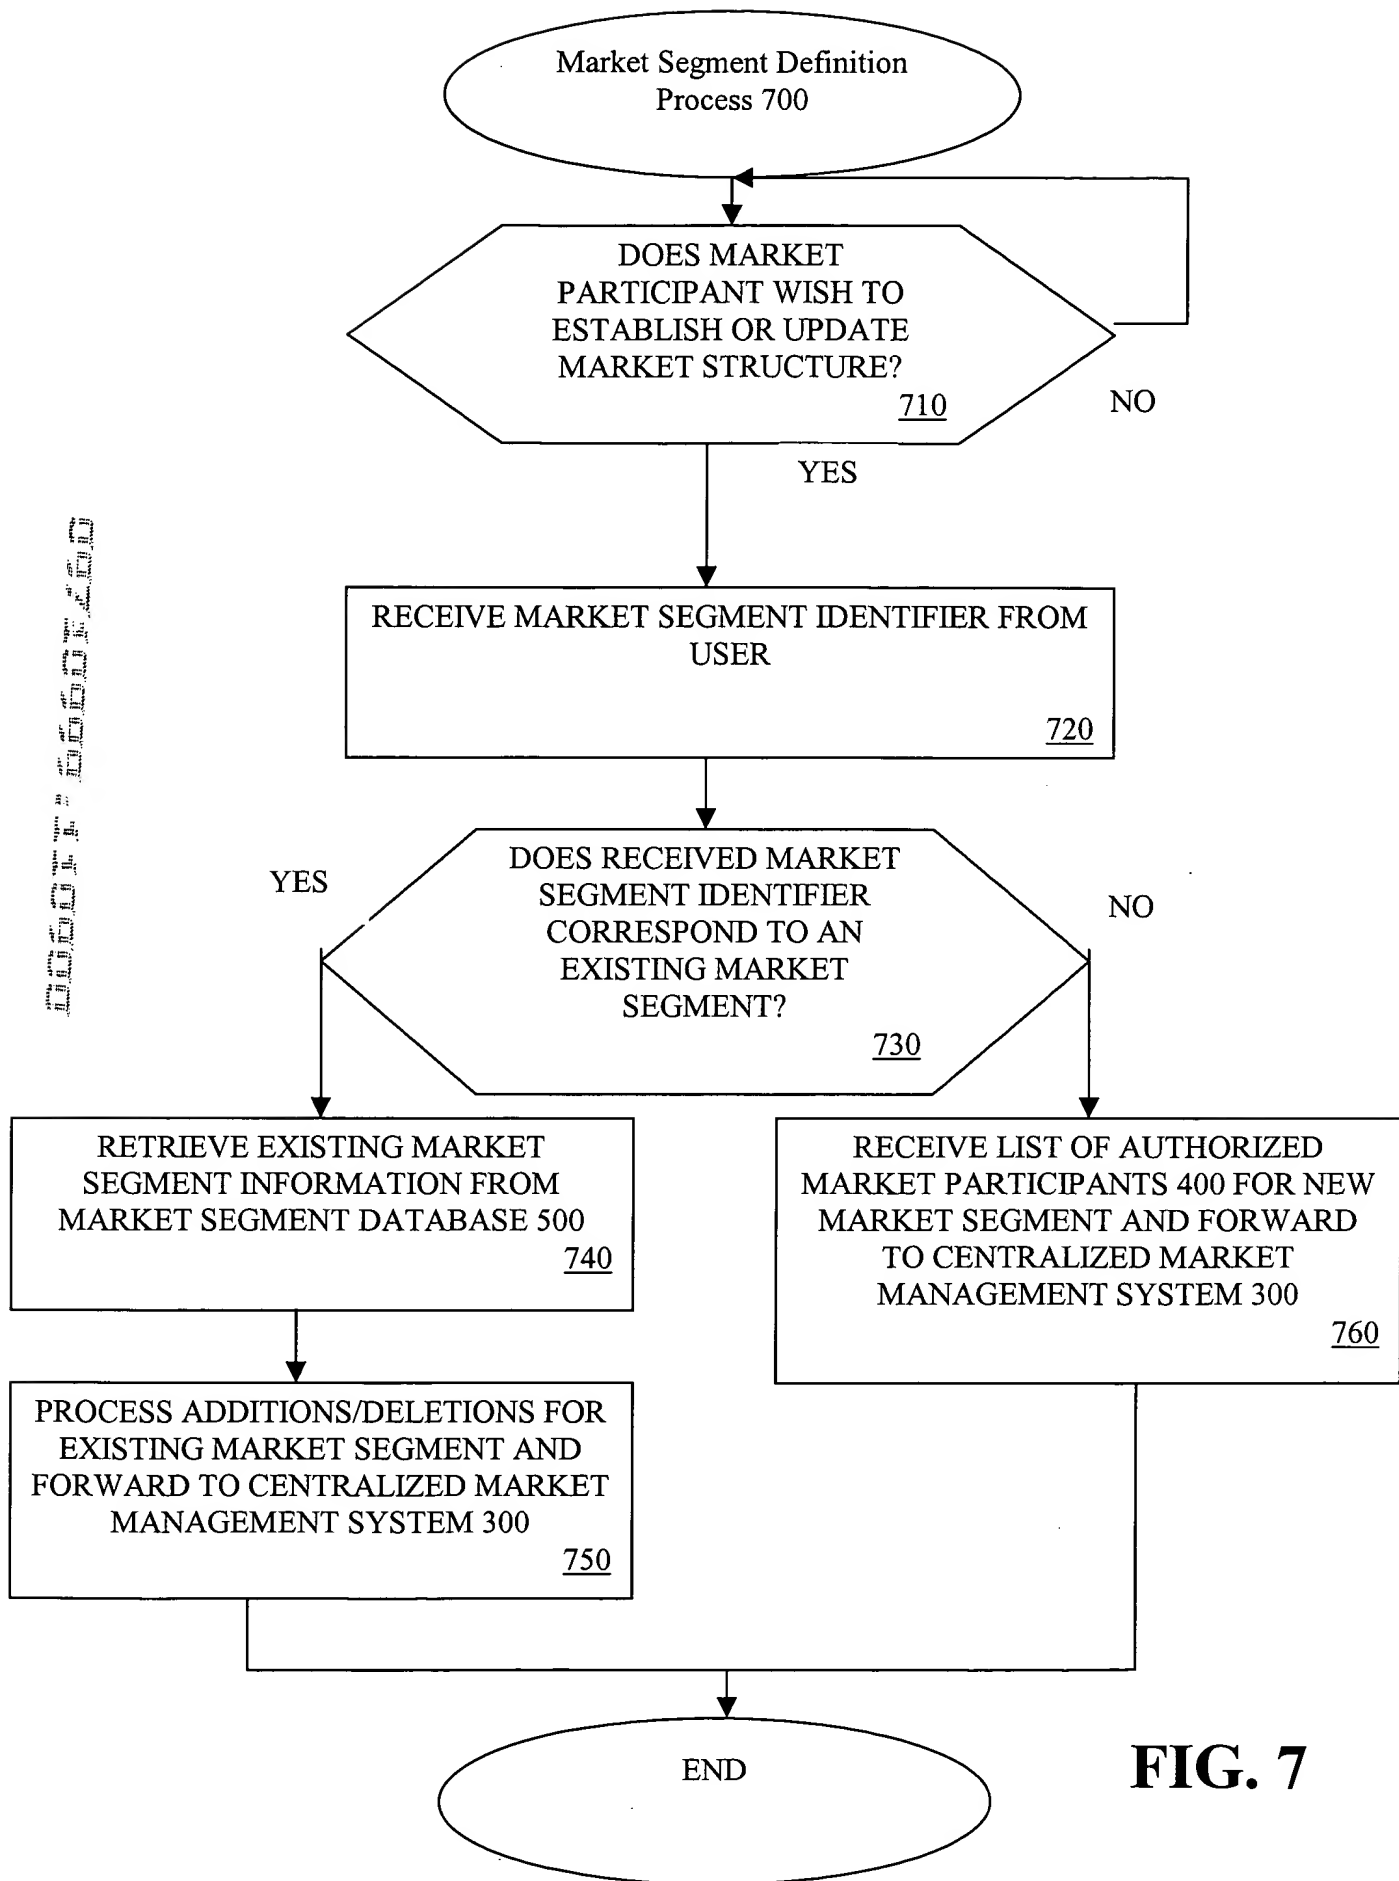 Market Segment Definition
Process 700
DOES MARKET
PARTICIPANT WISH TO
ESTABLISH OR UPDATE
MARKET STRUCTURE?
710
NO
YES
RECEIVE MARKET SEGMENT IDENTIFIER FROM
USER
720
DOES RECEIVED MARKET
SEGMENT IDENTIFIER
CORRESPOND TO AN
EXISTING MARKET
SEGMENT?
730
YES
NO
RETRIEVE EXISTING MARKET
SEGMENT INFORMATION FROM
MARKET SEGMENT DATABASE 500
740
RECEIVE LIST OF AUTHORIZED
MARKET PARTICIPANTS 400 FOR NEW
MARKET SEGMENT AND FORWARD
TO CENTRALIZED MARKET
MANAGEMENT SYSTEM 300
760
PROCESS ADDITIONS/DELETIONS FOR
EXISTING MARKET SEGMENT AND
FORWARD TO CENTRALIZED MARKET
MANAGEMENT SYSTEM 300
750
END
FIG. 7